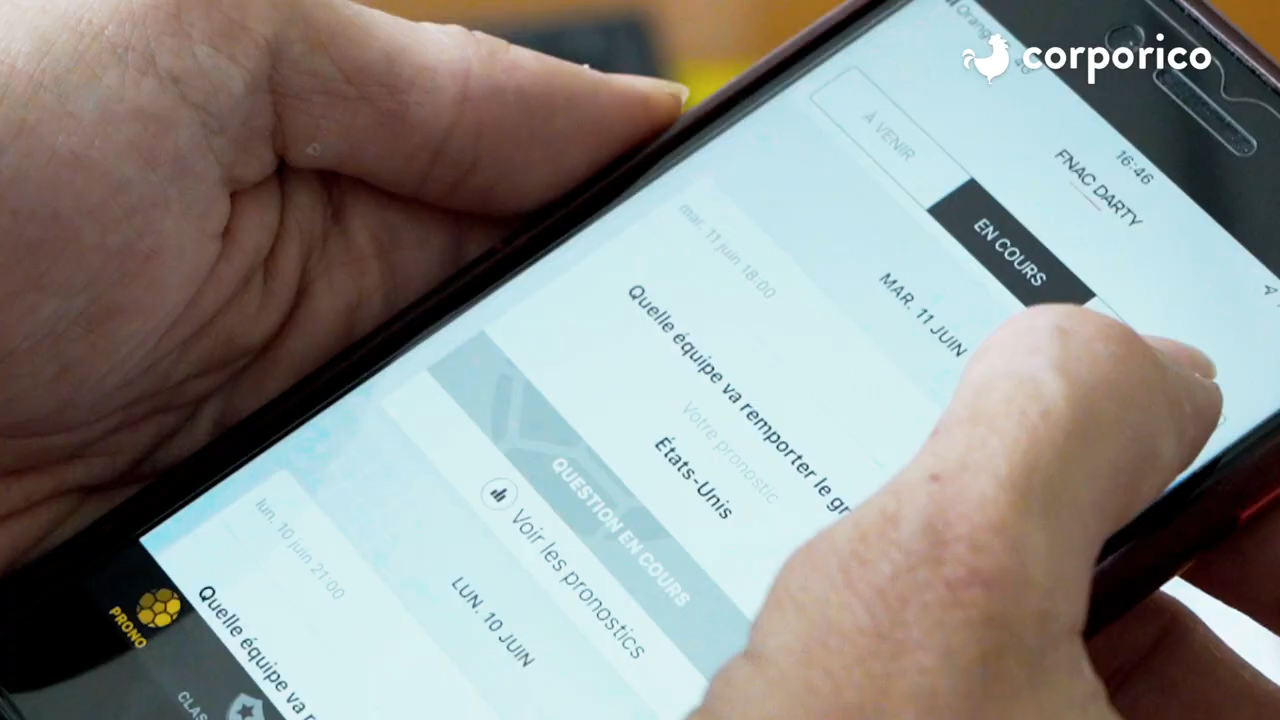 corporico
Orange
16:46
FNAC DARTY
À VENIR
EN COURS
MAR. 11 JUIN
mar. 11 juin 18:00
Quelle équipe va remporter le
Votre pronostic
États-Unis
QUESTION EN COURS
Voir les pronostics
LUN. 10 JUIN
lun. 10 juin 21:00
Quelle équipe va
PRONO